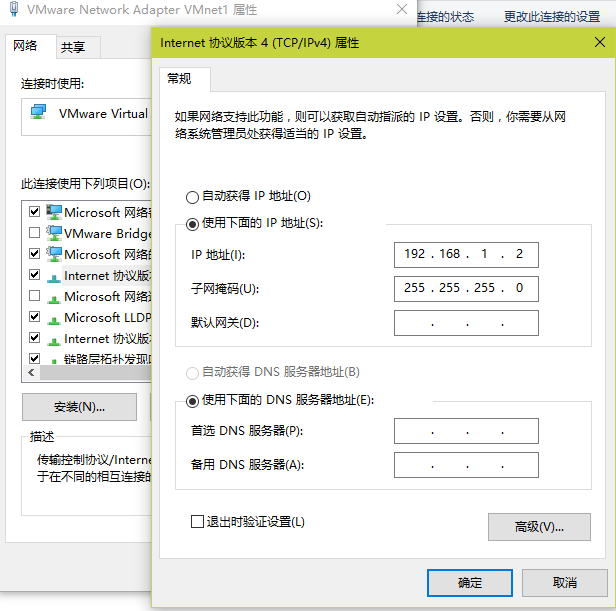 VMware Network Adapter VMnet1 属性
连接的状态
更改此连接的设置
网络
共享
连接时使用:
VMware Virtual
此连接使用下列项目(O):
Microsoft 网络
VMware Bridge
Microsoft 网络的
Internet 协议版本
Microsoft 网络
Microsoft LLDP
Internet 协议版本
链路层拓扑发现
安装(N)...
描述
传输控制协议/Interne
于在不同的相互连接的
Internet 协议版本 4 (TCP/IPv4) 属性
常规
如果网络支持此功能，则可以获取自动指派的 IP 设置。否则，你需要从网
络系统管理员处获得适当的 IP 设置。
自动获得 IP 地址(O)
使用下面的 IP 地址(S):
IP 地址(I):
192 . 168 . 1 . 2
子网掩码(U):
255 . 255 . 255 . 0
默认网关(D):
. . .
自动获得 DNS 服务器地址(B)
使用下面的 DNS 服务器地址(E):
首选 DNS 服务器(P):
. . .
备用 DNS 服务器(A):
. . .
退出时验证设置(L)
高级(V)...
确定
取消